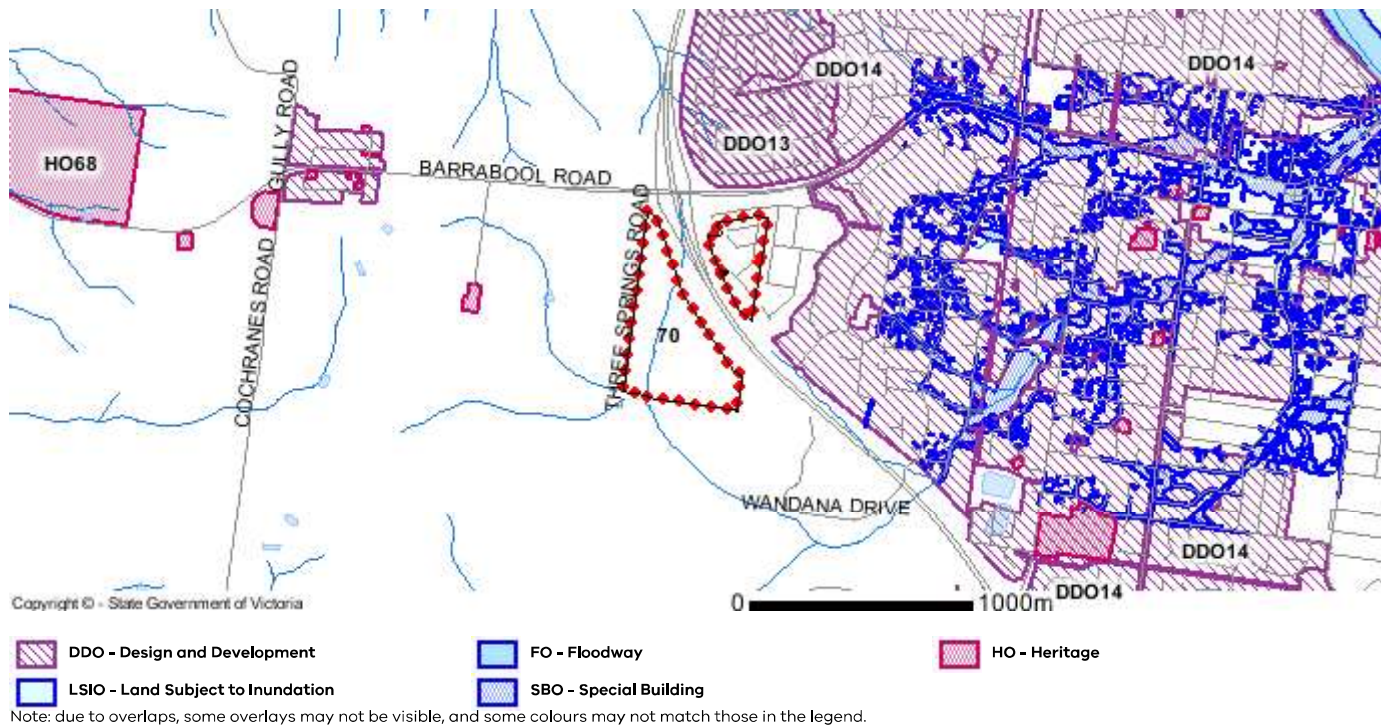 DDO14
DDO14
DDO13
HO68
GULLY ROAD
BARRABOOL ROAD
THREE SPRINGS ROAD
COCHRANES ROAD
70
WANDANA DRIVE
DDO14
DDO14
Copyright © - State Government of Victoria
0 1000m
DDO - Design and Development
FO - Floodway
HO - Heritage
LSIO - Land Subject to Inundation
SBO - Special Building
Note: due to overlaps, some overlays may not be visible, and some colours may not match those in the legend.